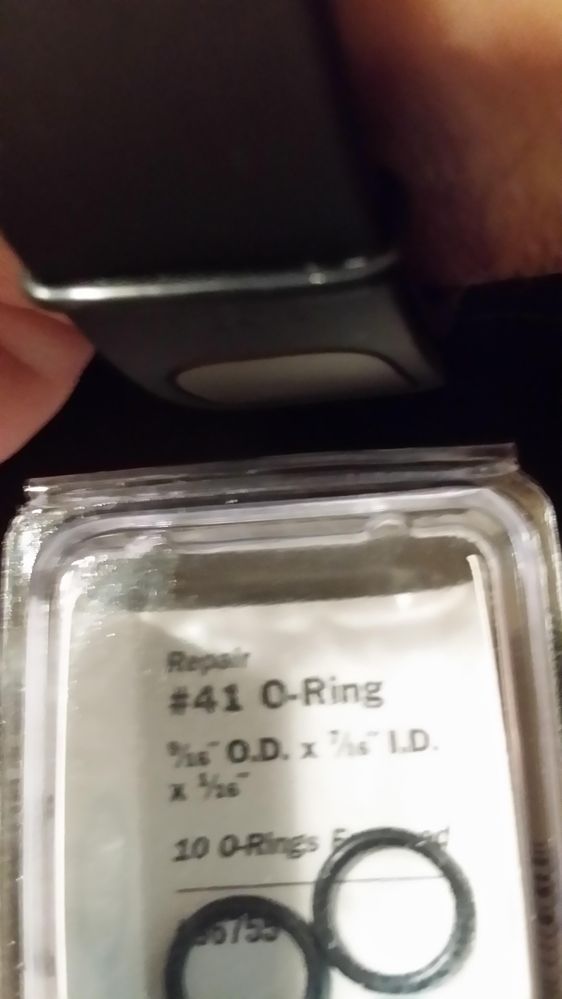 Repair
#41 O-Ring
9/16" O.D. x 7/16" I.D.
x 1/16"
10 O-Rings